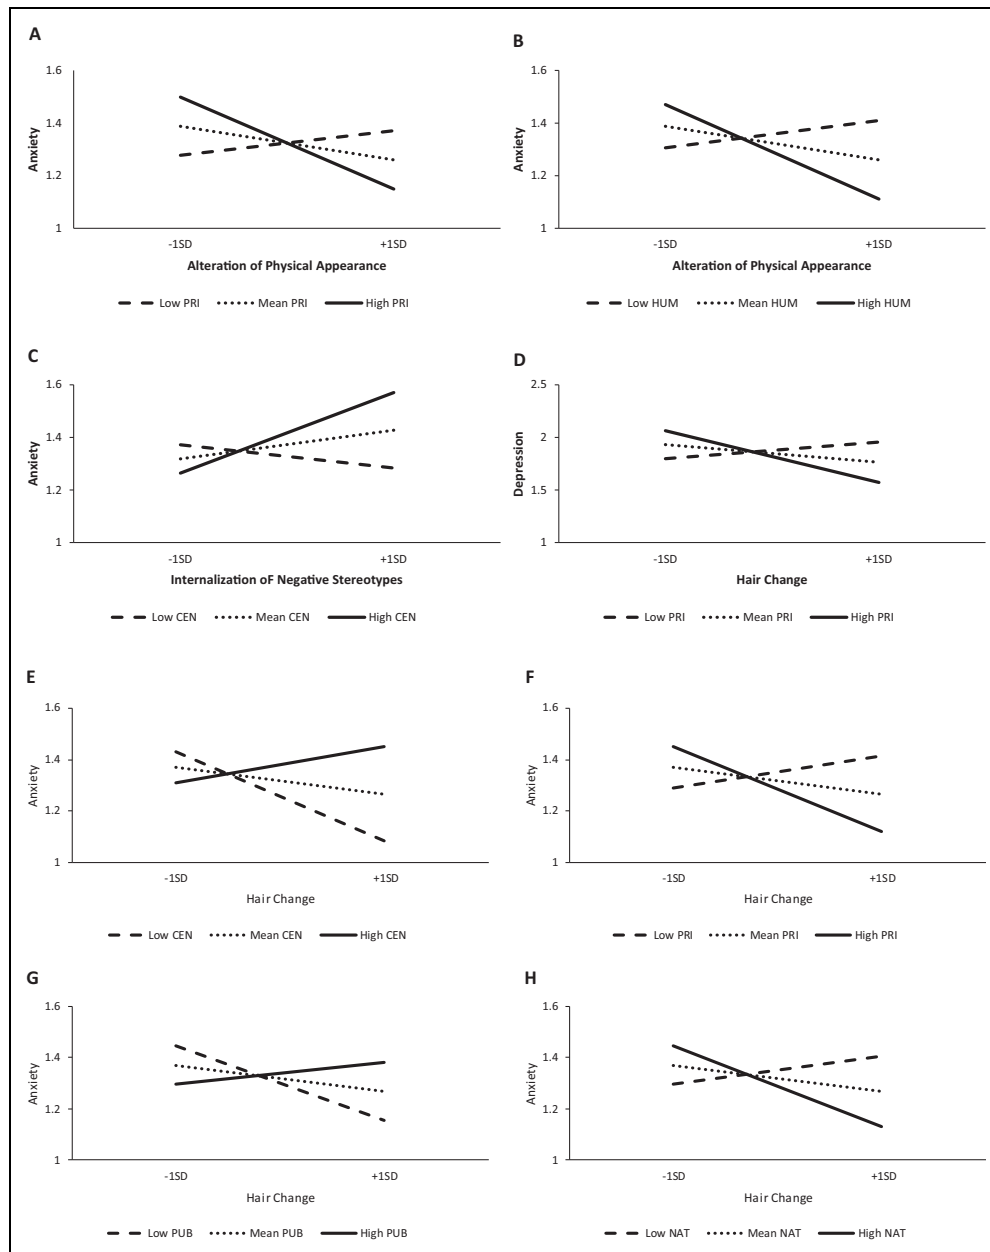 A
1.6
1.4
1.2
1
Anxiety
-1SD
+1SD
Alteration of Physical Appearance
Low PRI
Mean PRI
High PRI
B
1.6
1.4
1.2
1
Anxiety
-1SD
+1SD
Alteration of Physical Appearance
Low HUM
Mean HUM
High HUM
C
1.6
1.4
1.2
1
Anxiety
-1SD
+1SD
Internalization oF Negative Stereotypes
Low CEN
Mean CEN
High CEN
D
2.5
2
1.5
1
Depression
-1SD
+1SD
Hair Change
Low PRI
Mean PRI
High PRI
E
1.6
1.4
1.2
1
Anxiety
-1SD
+1SD
Hair Change
Low CEN
Mean CEN
High CEN
F
1.6
1.4
1.2
1
Anxiety
-1SD
+1SD
Hair Change
Low PRI
Mean PRI
High PRI
G
1.6
1.4
1.2
1
Anxiety
-1SD
+1SD
Hair Change
Low PUB
Mean PUB
High PUB
H
1.6
1.4
1.2
1
Anxiety
-1SD
+1SD
Hair Change
Low NAT
Mean NAT
High NAT